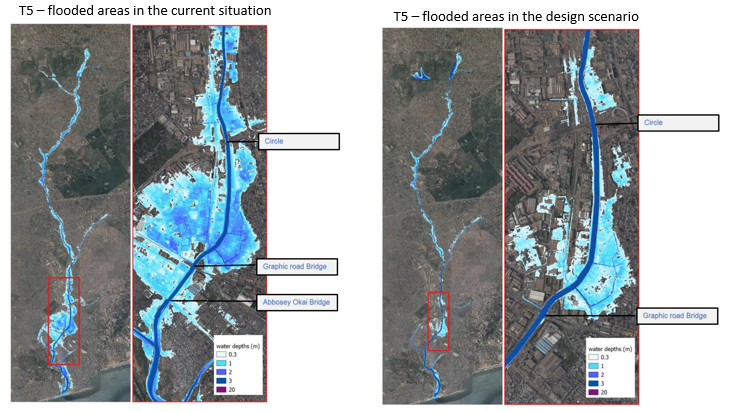 T5 – flooded areas in the current situation
Circle
Graphic road Bridge
Abbosey Okai Bridge
water depths (m)
0.3
1
2
3
20
T5 – flooded areas in the design scenario
Circle
Graphic road Bridge
water depths (m)
0.3
1
2
3
20